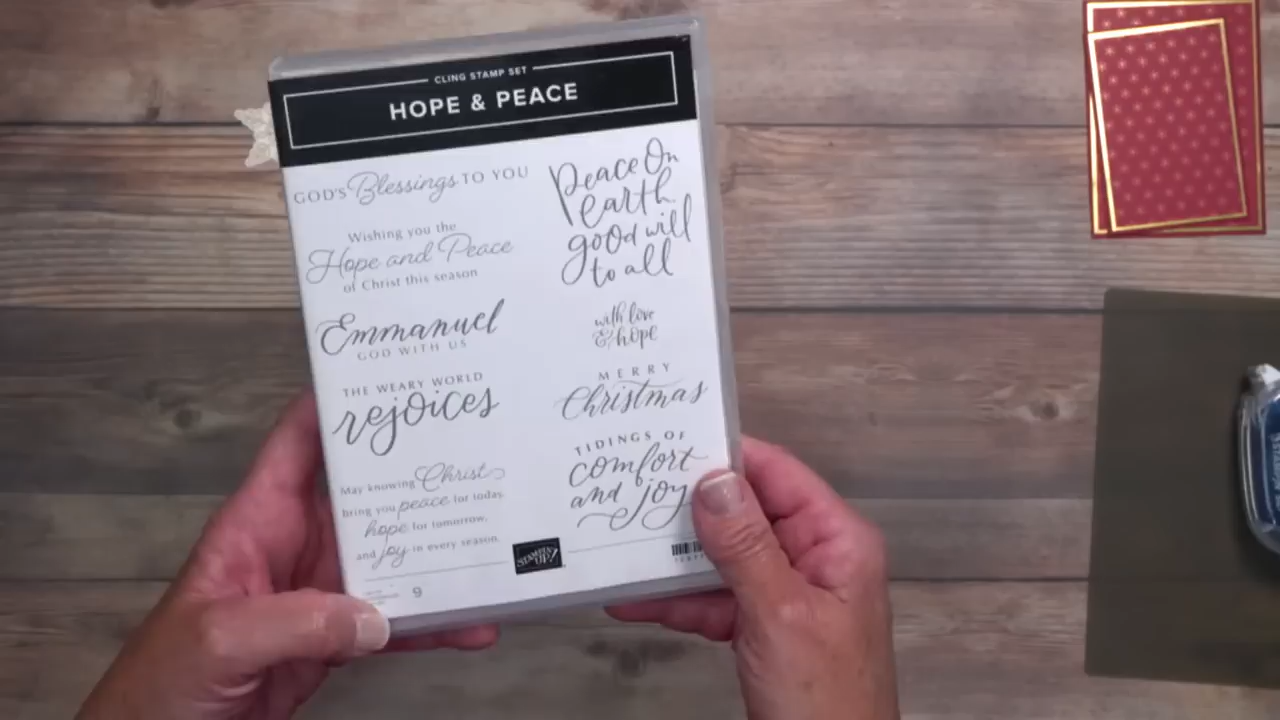 CLING STAMP SET
HOPE & PEACE
GOD'S Blessings TO YOU
Wishing you the
Hope and Peace
of Christ this season
Emmanuel
GOD WITH US
THE WEARY WORLD
rejoices
May knowing Christ
bring you peace for today,
hope for tomorrow,
and joy in every season.
Peace On
earth
good will
to all
with love
& hope
MERRY
Christmas
TIDINGS OF
comfort
and joy
STAMPIN' UP!
9